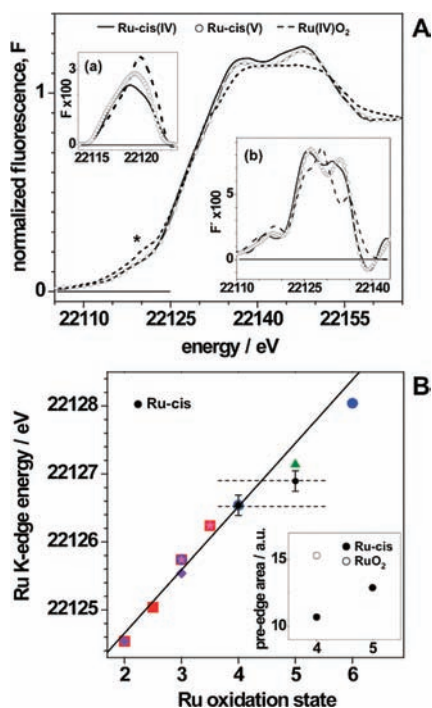 Ru-cis(IV) Ru-cis(V) Ru(IV)O₂
A
normalized fluorescence, F
1
0
*
22110 22125 22140 22155
energy / eV
(a)
F x100
3
0
22115 22120
(b)
F' x100
5
0
22110 22125 22140
B
Ru-cis
Ru K-edge energy / eV
22128
22127
22126
22125
2 3 4 5 6
Ru oxidation state
pre-edge area / a.u.
15
10
Ru-cis
RuO₂
4 5